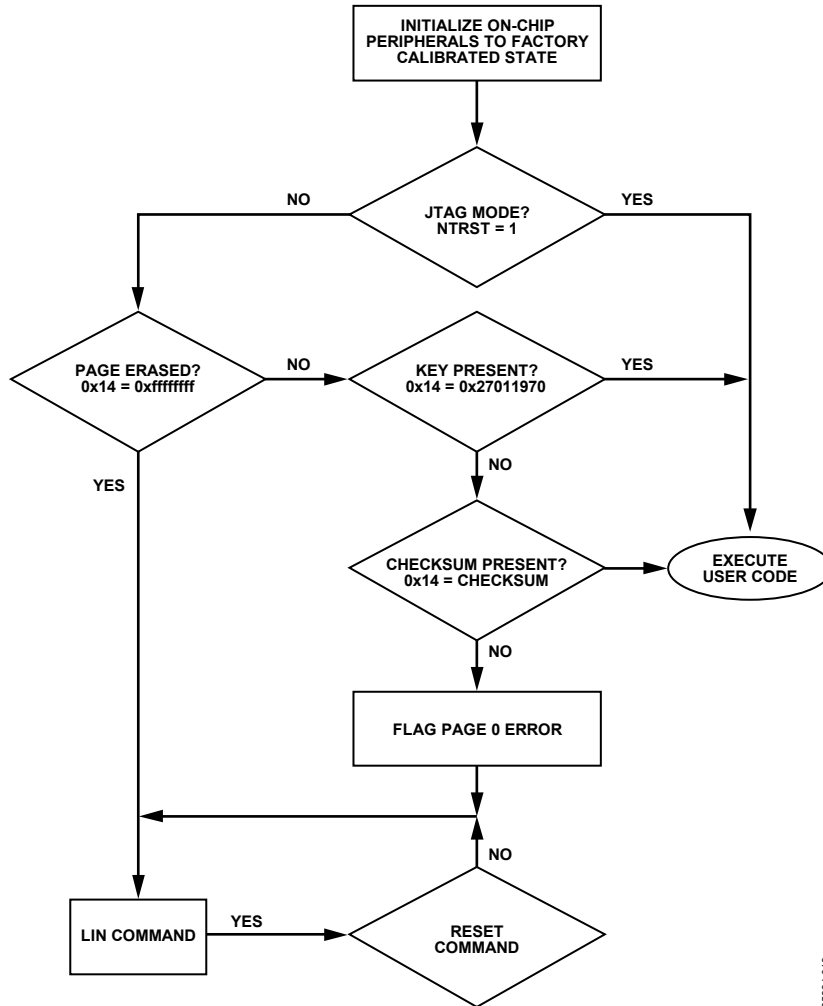 INITIALIZE ON-CHIP
PERIPHERALS TO FACTORY
CALIBRATED STATE
NO
JTAG MODE?
NTRST = 1
YES
PAGE ERASED?
0x14 = 0xffffffff
NO
KEY PRESENT?
0x14 = 0x27011970
YES
YES
NO
CHECKSUM PRESENT?
0x14 = CHECKSUM
EXECUTE
USER CODE
NO
FLAG PAGE 0 ERROR
NO
LIN COMMAND
YES
RESET
COMMAND